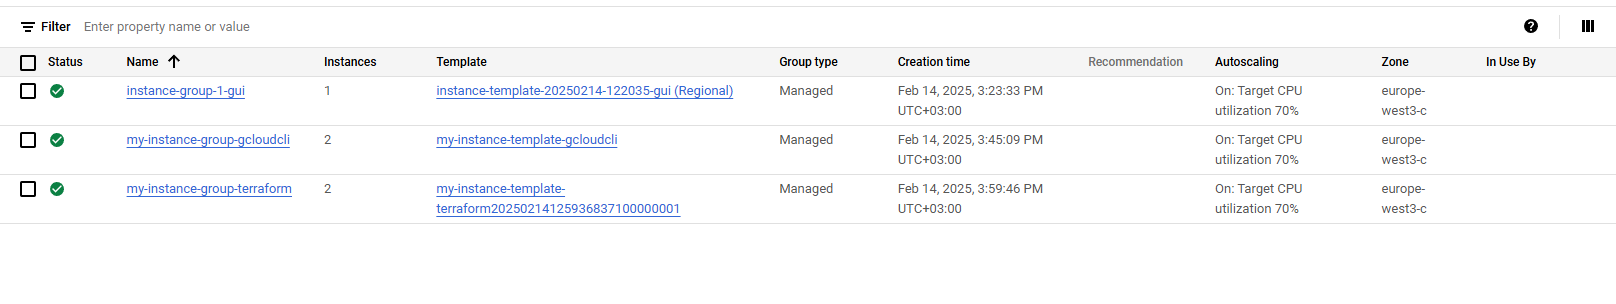 Filter Enter property name or value
Status Name Instances Template Group type Creation time Recommendation Autoscaling Zone In Use By
instance-group-1-gui 1 instance-template-20250214-122035-gui (Regional) Managed Feb 14, 2025, 3:23:33 PM On: Target CPU europe-
UTC+03:00 utilization 70% west3-c
my-instance-group-gcloudcli 2 my-instance-template-gcloudcli Managed Feb 14, 2025, 3:45:09 PM On: Target CPU europe-
UTC+03:00 utilization 70% west3-c
my-instance-group-terraform 2 my-instance-template- Managed Feb 14, 2025, 3:59:46 PM On: Target CPU europe-
terraform20250214125936837100000001 UTC+03:00 utilization 70% west3-c